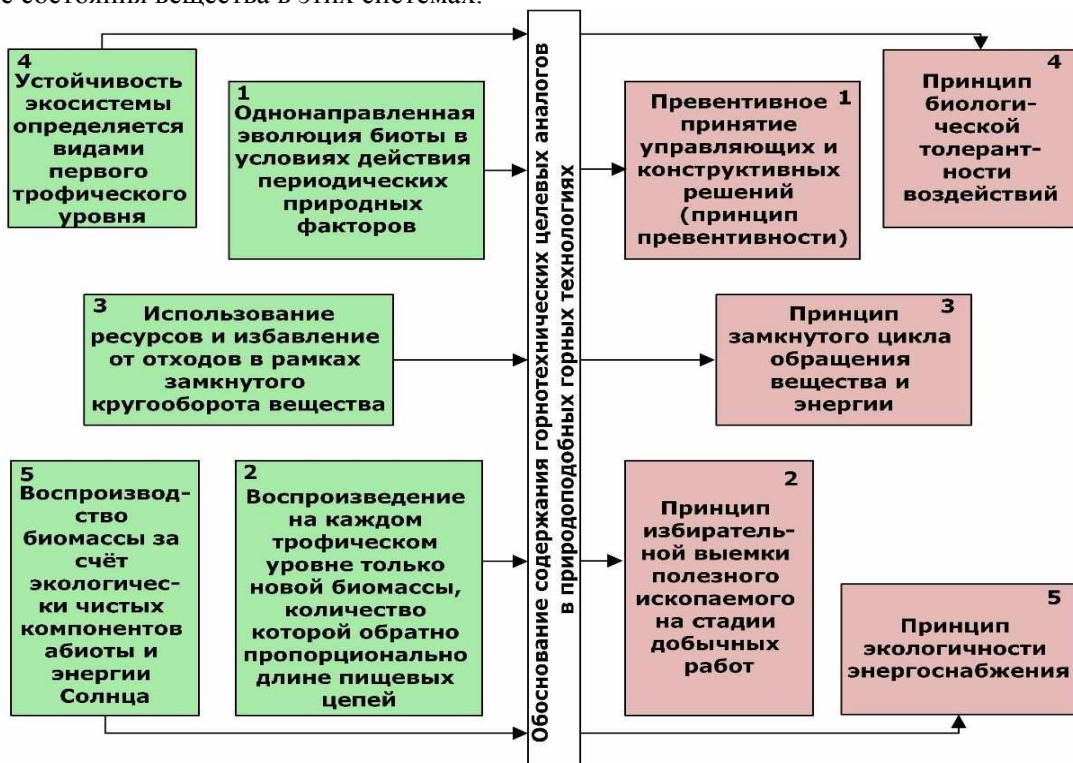 е состояния вещества в этих системах.
4
Устойчивость
экосистемы
определяется
видами
первого
трофического
уровня
1
Однонаправленная
эволюция биоты в
условиях действия
периодических
природных
факторов
3
Использование
ресурсов и избавление
от отходов в рамках
замкнутого
кругооборота вещества
5
Воспроизвод-
ство
биомассы за
счёт
экологичес-
ки чистых
компонентов
абиоты и
энергии
Солнца
2
Воспроизведение
на каждом
трофическом
уровне только
новой биомассы,
количество
которой обратно
пропорционально
длине пищевых
цепей
Обоснование содержания горнотехнических целевых аналогов
в природоподобных горных технологиях
1
Превентивное
принятие
управляющих и
конструктивных
решений
(принцип
превентивности)
4
Принцип
биологи-
ческой
толерант-
ности
воздействий
3
Принцип
замкнутого цикла
обращения
вещества и
энергии
2
Принцип
избиратель-
ной выемки
полезного
ископаемого
на стадии
добычных
работ
5
Принцип
экологичности
энергоснабжения